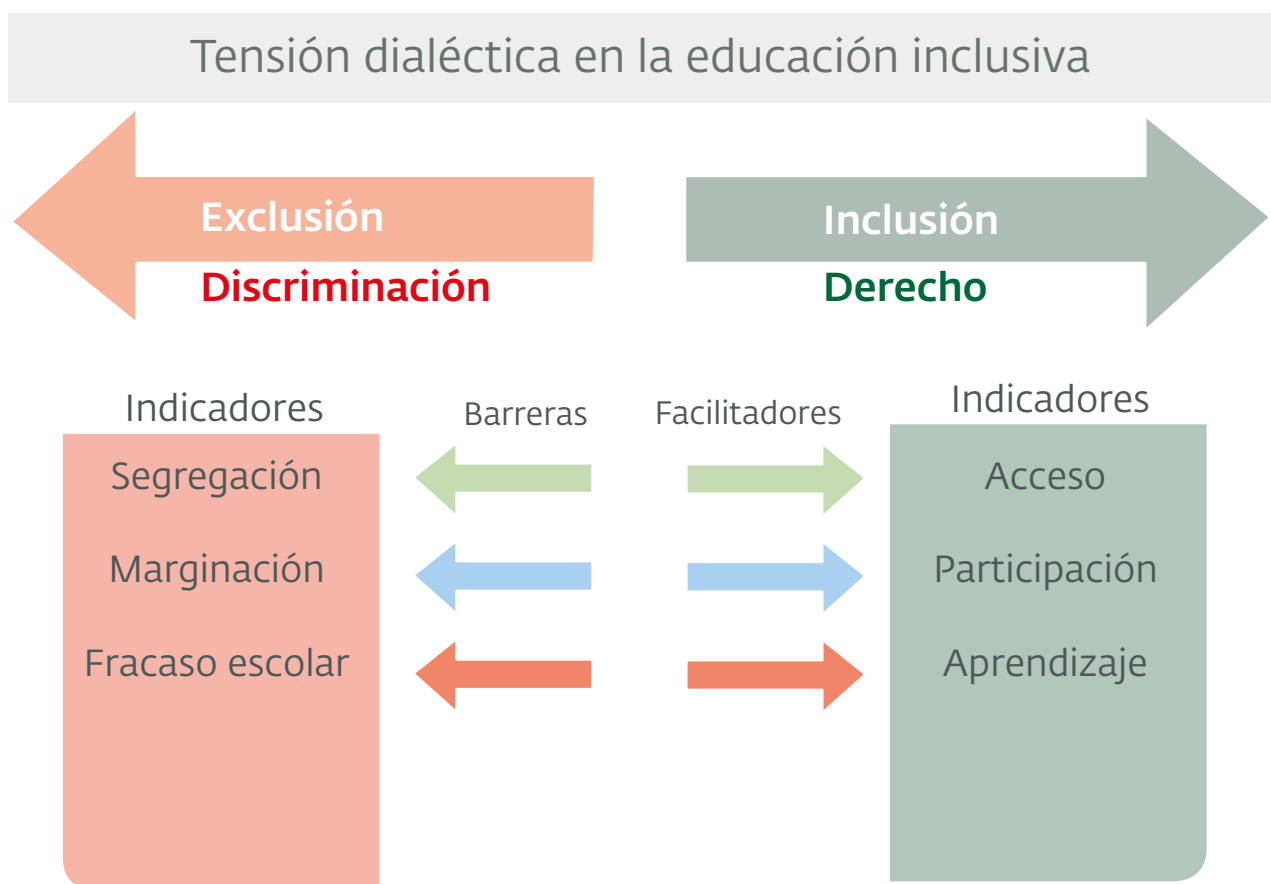 Tensión dialéctica en la educación inclusiva
Exclusión
Discriminación
Inclusión
Derecho
Indicadores
Barreras
Facilitadores
Indicadores
Segregación
Acceso
Marginación
Participación
Fracaso escolar
Aprendizaje